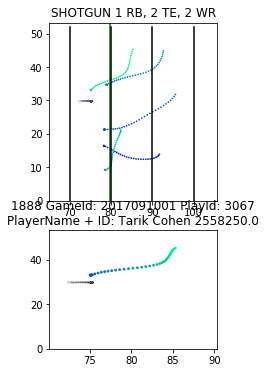 SHOTGUN 1 RB, 2 TE, 2 WR
50
40
30
20
10
0
70 80 90 100
1888 GameId: 2017091001 PlayId: 3067
PlayerName + ID: Tarik Cohen 2558250.0
40
20
0
75 80 85 90